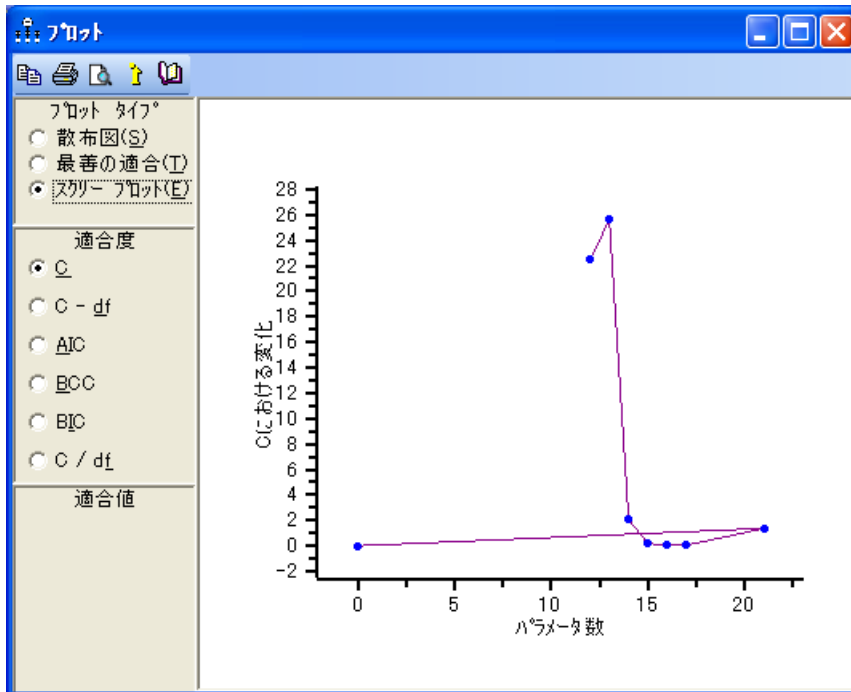 プロット
プロット タイプ
散布図(S)
最善の適合(T)
スクリー プロット(E)
適合度
C
C - df
AIC
BCC
BIC
C / df
適合値
28
26
24
22
20
18
16
14
12
10
8
6
4
2
0
-2
Cにおける変化
0 5 10 15 20
パラメータ数